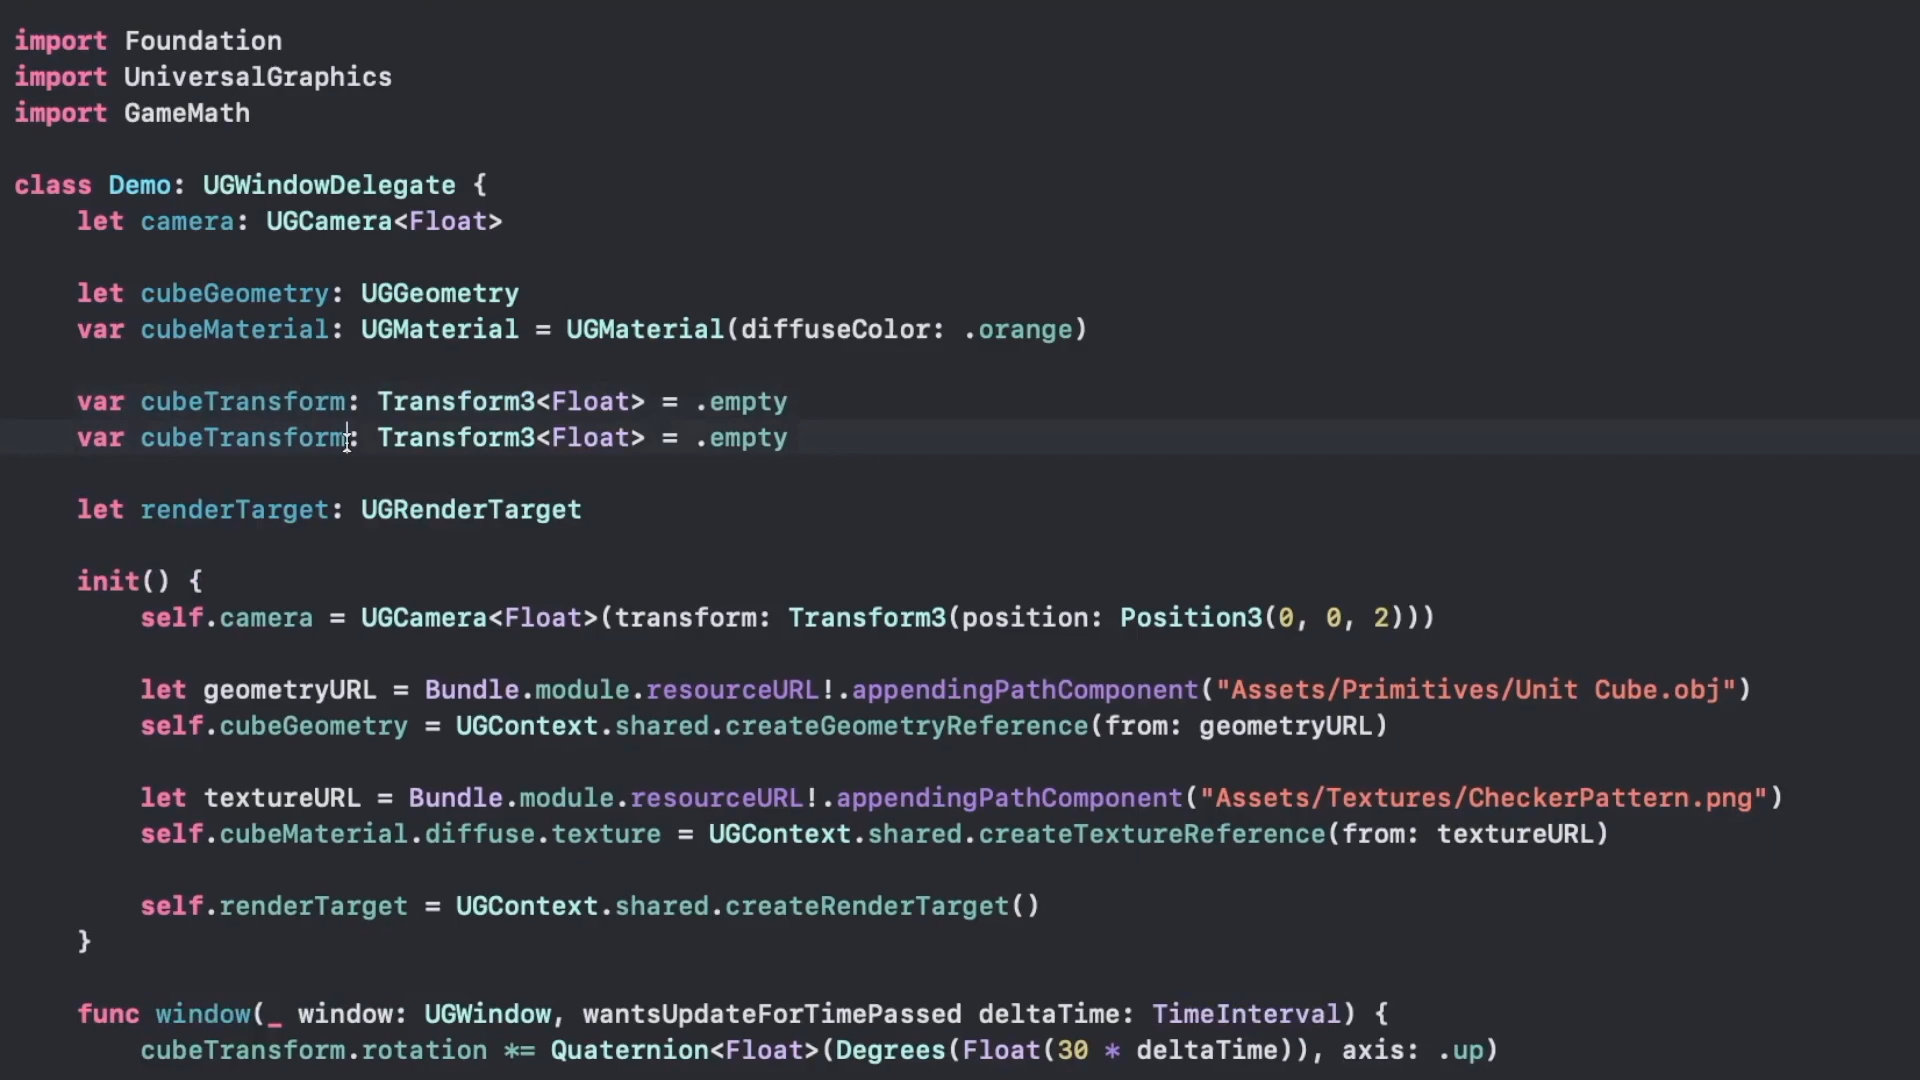 import Foundation
import UniversalGraphics
import GameMath
class Demo: UGWindowDelegate {
let camera: UGCamera<Float>
let cubeGeometry: UGGeometry
var cubeMaterial: UGMaterial = UGMaterial(diffuseColor: .orange)
var cubeTransform: Transform3<Float> = .empty
var cubeTransform: Transform3<Float> = .empty
let renderTarget: UGRenderTarget
init() {
self.camera = UGCamera<Float>(transform: Transform3(position: Position3(0, 0, 2)))
let geometryURL = Bundle.module.resourceURL!.appendingPathComponent("Assets/Primitives/Unit Cube.obj")
self.cubeGeometry = UGContext.shared.createGeometryReference(from: geometryURL)
let textureURL = Bundle.module.resourceURL!.appendingPathComponent("Assets/Textures/CheckerPattern.png")
self.cubeMaterial.diffuse.texture = UGContext.shared.createTextureReference(from: textureURL)
self.renderTarget = UGContext.shared.createRenderTarget()
}
func window(_ window: UGWindow, wantsUpdateForTimePassed deltaTime: TimeInterval) {
cubeTransform.rotation *= Quaternion<Float>(Degrees(Float(30 * deltaTime)), axis: .up)